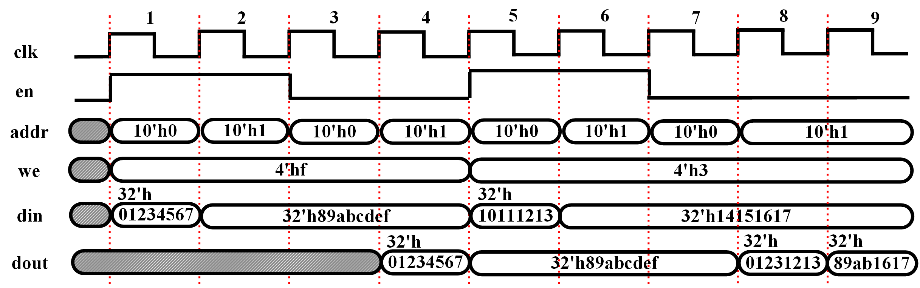 1 2 3 4 5 6 7 8 9
clk
en
addr 10'h0 10'h1 10'h0 10'h1 10'h0 10'h1 10'h0 10'h1
we 4'hf 4'h3
32'h 32'h
din 01234567 32'h89abcdef 10111213 32'h14151617
32'h 32'h 32'h
dout 01234567 32'h89abcdef 01231213 89ab1617